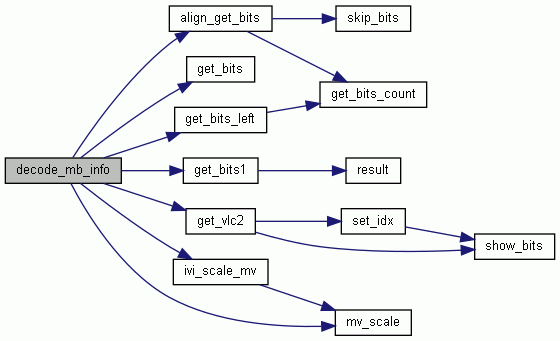 align_get_bits
skip_bits
get_bits
get_bits_count
get_bits_left
decode_mb_info
get_bits1
result
get_vlc2
set_idx
show_bits
ivi_scale_mv
mv_scale